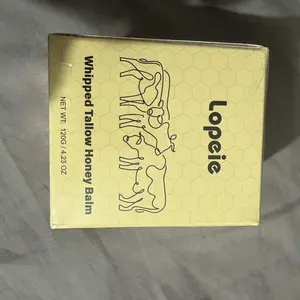 Lopeie
Whipped Tallow Honey Balm
NET WT: 120G / 4.23 OZ